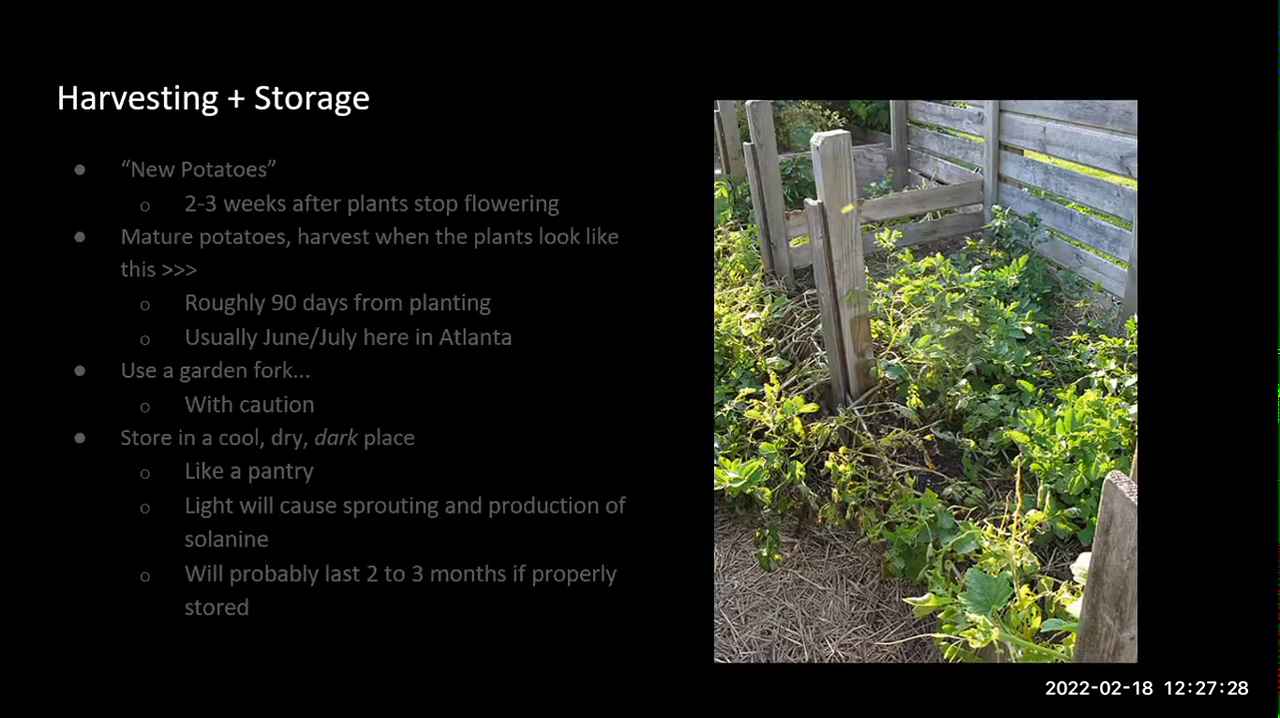 Harvesting + Storage
● “New Potatoes”
o 2-3 weeks after plants stop flowering
● Mature potatoes, harvest when the plants look like
this >>>
o Roughly 90 days from planting
o Usually June/July here in Atlanta
● Use a garden fork...
o With caution
● Store in a cool, dry, dark place
o Like a pantry
o Light will cause sprouting and production of
solanine
o Will probably last 2 to 3 months if properly
stored
2022-02-18 12:27:28